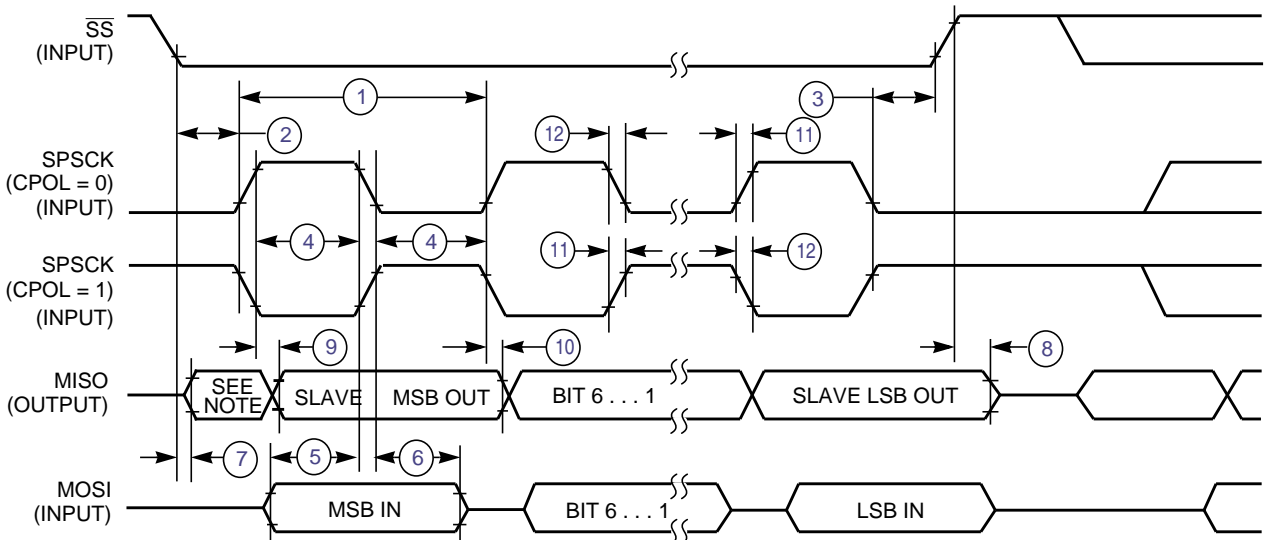 SS
(INPUT)
1
3
2
12
11
SPSCK
(CPOL = 0)
(INPUT)
4
4
11
12
SPSCK
(CPOL = 1)
(INPUT)
9
10
8
MISO
(OUTPUT)
SEE
NOTE
SLAVE
MSB OUT
BIT 6 . . . 1
SLAVE LSB OUT
7
5
6
MOSI
(INPUT)
MSB IN
BIT 6 . . . 1
LSB IN